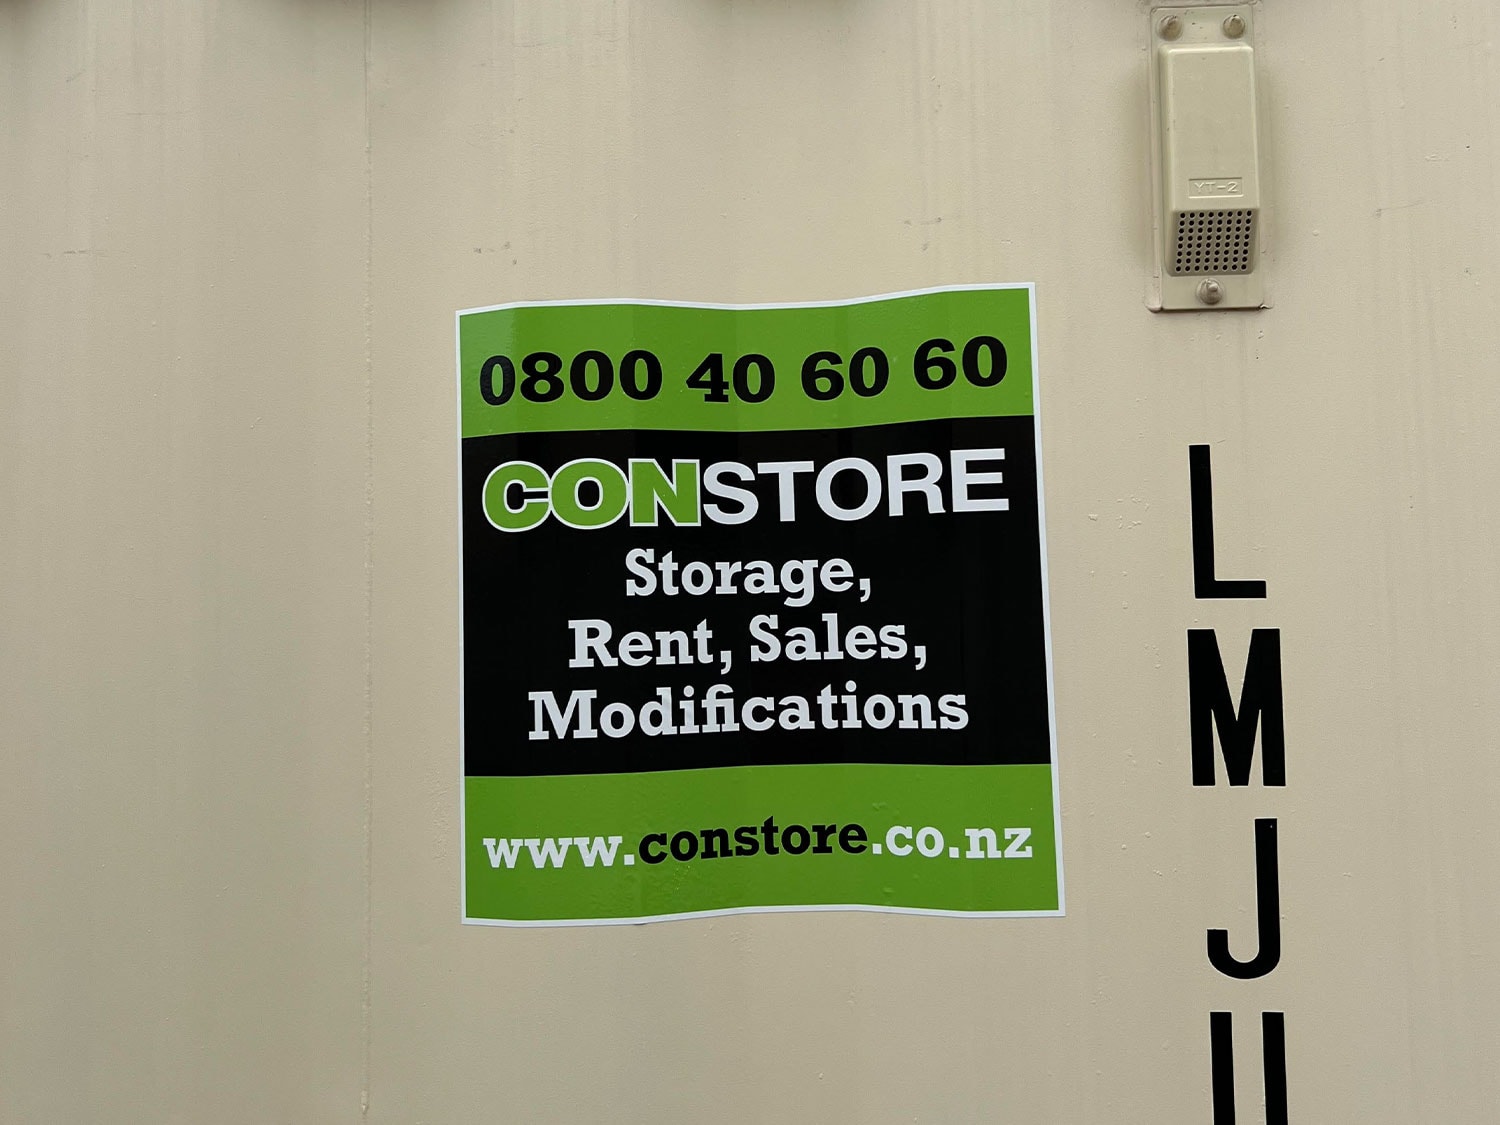 YT-2
0800 40 60 60
CONSTORE
Storage,
Rent, Sales,
Modifications
www.constore.co.nz
L
M
J
U